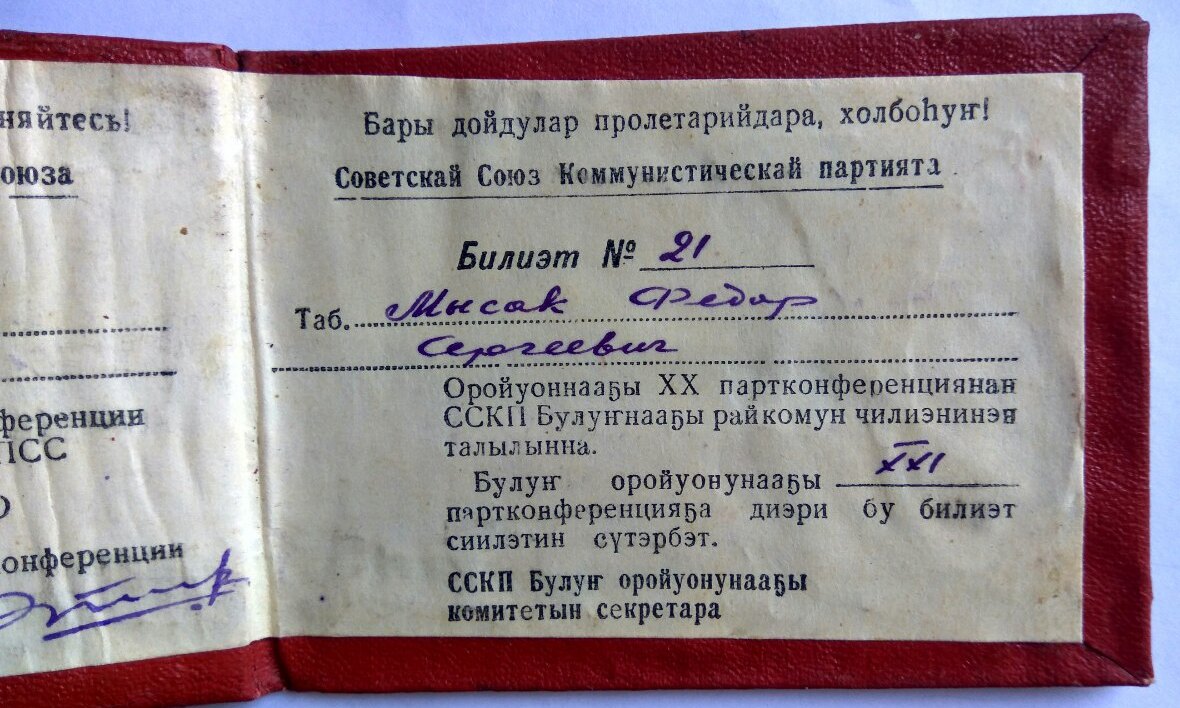 няйтесь!
оюза
ференции
ПСС
онференции
Бары дойдулар пролетарийдара, холбоһуҥ!
Советскай Союз Коммунистическай партията
Билиэт № 21
Таб. Мысак Федор
Сергеевич
Оройуоннааҕы XX партконференциянан
ССКП Булуҥнааҕы райкомун чилиэнинэн
талылынна.
Булуҥ оройуонунааҕы XXI
партконференцияҕа диэри бу билиэт
сиилэтин сүтэрбэт.
ССКП Булуҥ оройуонунааҕы
комитетын секретара